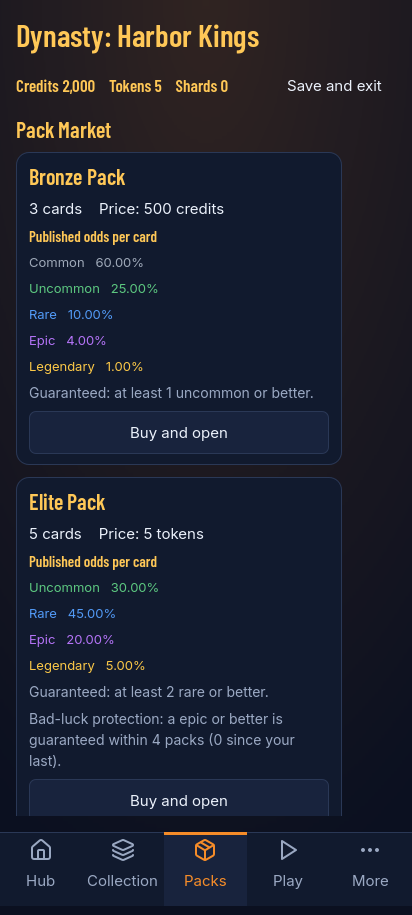 Dynasty: Harbor Kings
Credits 2,000 Tokens 5 Shards 0 Save and exit
Pack Market
Bronze Pack
3 cards Price: 500 credits
Published odds per card
Common 60.00%
Uncommon 25.00%
Rare 10.00%
Epic 4.00%
Legendary 1.00%
Guaranteed: at least 1 uncommon or better.
Buy and open
Elite Pack
5 cards Price: 5 tokens
Published odds per card
Uncommon 30.00%
Rare 45.00%
Epic 20.00%
Legendary 5.00%
Guaranteed: at least 2 rare or better.
Bad-luck protection: a epic or better is
guaranteed within 4 packs (0 since your
last).
Buy and open
Hub Collection Packs Play More